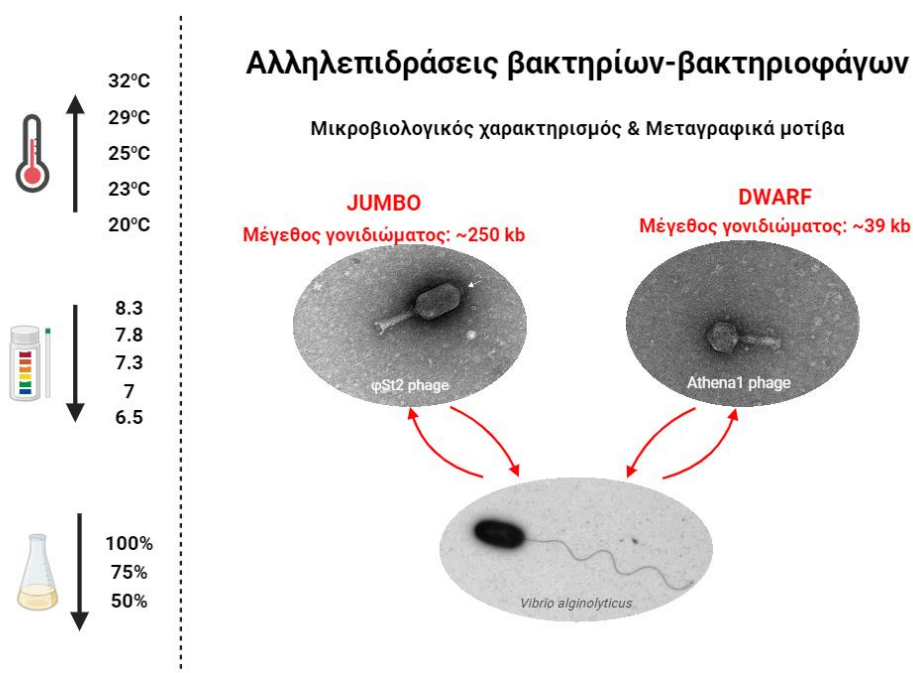 32ºC
29ºC
25ºC
23ºC
20ºC
8.3
7.8
7.3
7
6.5
100%
75%
50%
Αλληλεπιδράσεις βακτηρίων-βακτηριοφάγων
Μικροβιολογικός χαρακτηρισμός & Μεταγραφικά μοτίβα
JUMBO
Μέγεθος γονιδιώματος: ~250 kb
φSt2 phage
DWARF
Μέγεθος γονιδιώματος: ~39 kb
Athena1 phage
Vibrio alginolyticus